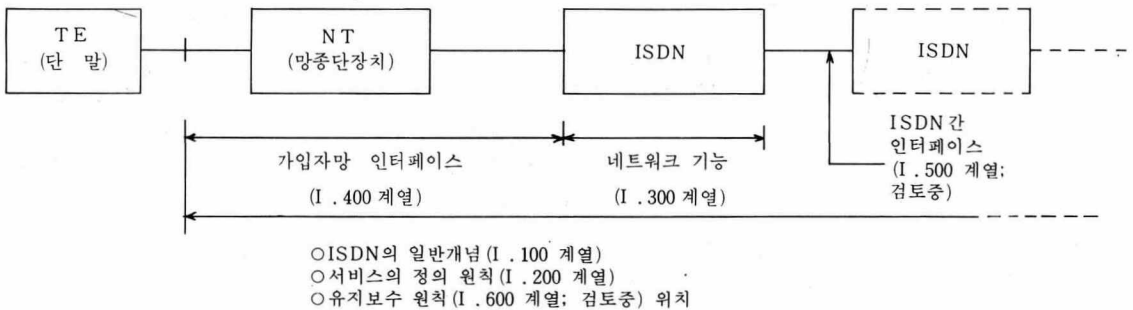 TE
(단 말)
NT
(망종단장치)
ISDN
ISDN
가입자망 인터페이스
(I.400 계열)
네트워크 기능
(I.300 계열)
ISDN간
인터페이스
(I.500 계열;
검토중)
○ISDN의 일반개념(I.100 계열)
○서비스의 정의 원칙(I.200 계열)
○유지보수 원칙(I.600 계열; 검토중) 위치